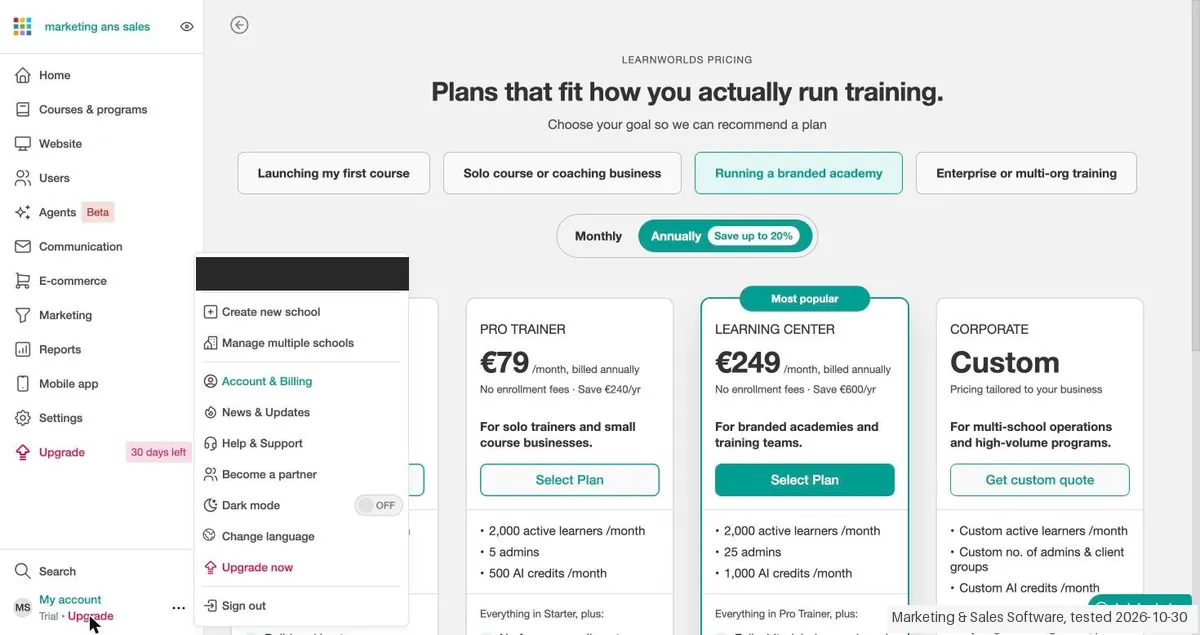 marketing ans sales
Home
Courses & programs
Website
Users
Agents Beta
Communication
E-commerce
Marketing
Reports
Mobile app
Settings
Upgrade 30 days left
Search
MS
My account
Trial • Upgrade
Create new school
Manage multiple schools
Account & Billing
News & Updates
Help & Support
Become a partner
Dark mode OFF
Change language
Upgrade now
Sign out
LEARNWORLDS PRICING
Plans that fit how you actually run training.
Choose your goal so we can recommend a plan
Launching my first course
Solo course or coaching business
Running a branded academy
Enterprise or multi-org training
Monthly
Annually Save up to 20%
PRO TRAINER
€79 /month, billed annually
No enrollment fees · Save €240/yr
For solo trainers and small
course businesses.
Select Plan
• 2,000 active learners /month
• 5 admins
• 500 AI credits /month
Everything in Starter, plus:
Most popular
LEARNING CENTER
€249 /month, billed annually
No enrollment fees · Save €600/yr
For branded academies and
training teams.
Select Plan
• 2,000 active learners /month
• 25 admins
• 1,000 AI credits /month
Everything in Pro Trainer, plus:
CORPORATE
Custom
Pricing tailored to your business
For multi-school operations
and high-volume programs.
Get custom quote
• Custom active learners /month
• Custom no. of admins & client
groups
• Custom AI credits /month
Marketing & Sales Software, tested 2026-10-30